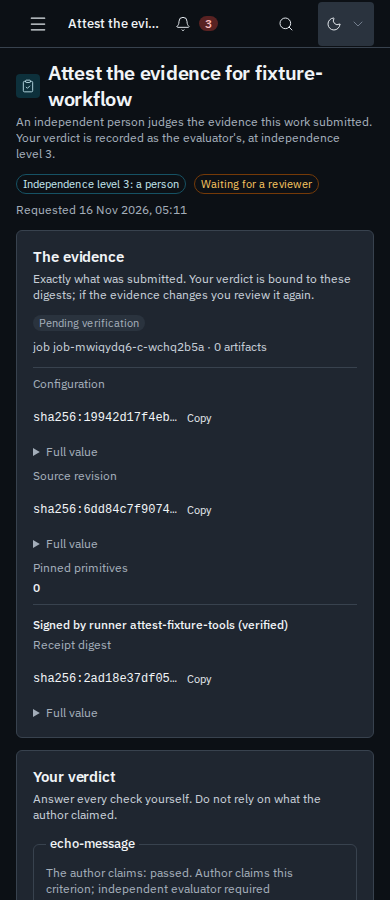 Attest the evi...
3
Attest the evidence for fixture-
workflow
An independent person judges the evidence this work submitted.
Your verdict is recorded as the evaluator's, at independence
level 3.
Independence level 3: a person
Waiting for a reviewer
Requested 16 Nov 2026, 05:11
The evidence
Exactly what was submitted. Your verdict is bound to these
digests; if the evidence changes you review it again.
Pending verification
job job-mwiqydq6-c-wchq2b5a · 0 artifacts
Configuration
sha256:19942d17f4eb… Copy
Full value
Source revision
sha256:6dd84c7f9074… Copy
Full value
Pinned primitives
0
Signed by runner attest-fixture-tools (verified)
Receipt digest
sha256:2ad18e37df05… Copy
Full value
Your verdict
Answer every check yourself. Do not rely on what the
author claimed.
echo-message
The author claims: passed. Author claims this
criterion; independent evaluator required